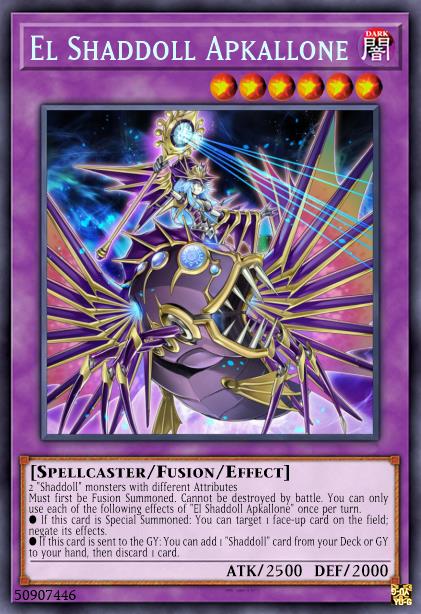 El Shaddoll Apkallone
DARK
闇
[Spellcaster/Fusion/Effect]
2 "Shaddoll" monsters with different Attributes
Must first be Fusion Summoned. Cannot be destroyed by battle. You can only
use each of the following effects of "El Shaddoll Apkallone" once per turn.
● If this card is Special Summoned: You can target 1 face-up card on the field;
negate its effects.
● If this card is sent to the GY: You can add 1 "Shaddoll" card from your Deck or GY
to your hand, then discard 1 card.
ATK/2500 DEF/2000
50907446